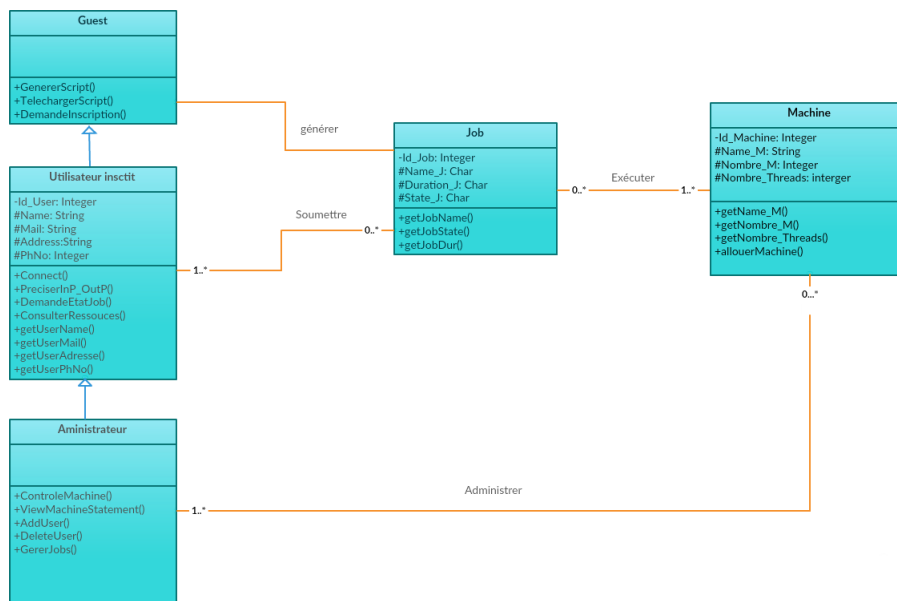 Guest
+GenererScript()
+TelechargerScript()
+DemandeInscription()
générer
Utilisateur insctit
-Id_User: Integer
#Name: String
#Mail: String
#Address:String
#PhNo: Integer
+Connect()
+PreciserInP_OutP()
+DemandeEtatJob()
+ConsulterRessouces()
+getUserName()
+getUserMail()
+getUserAdresse()
+getUserPhNo()
Soumettre
0..*
1..*
Job
-Id_Job: Integer
#Name_J: Char
#Duration_J: Char
#State_J: Char
+getJobName()
+getJobState()
+getJobDur()
Exécuter
0..*
1..*
Machine
-Id_Machine: Integer
#Name_M: String
#Nombre_M: Integer
#Nombre_Threads: interger
+getName_M()
+getNombre_M()
+getNombre_Threads()
+allouerMachine()
0...*
Aministrateur
+ControleMachine()
+ViewMachineStatement()
+AddUser()
+DeleteUser()
+GererJobs()
Administrer
1..*